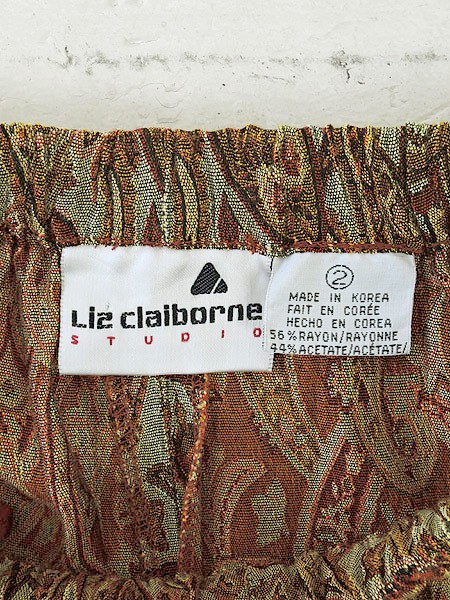 Liz claiborne
STUDIO
2
MADE IN KOREA
FAIT EN CORÉE
HECHO EN COREA
56%RAYON/RAYONNE
44%ACETATE/ACÉTATE/